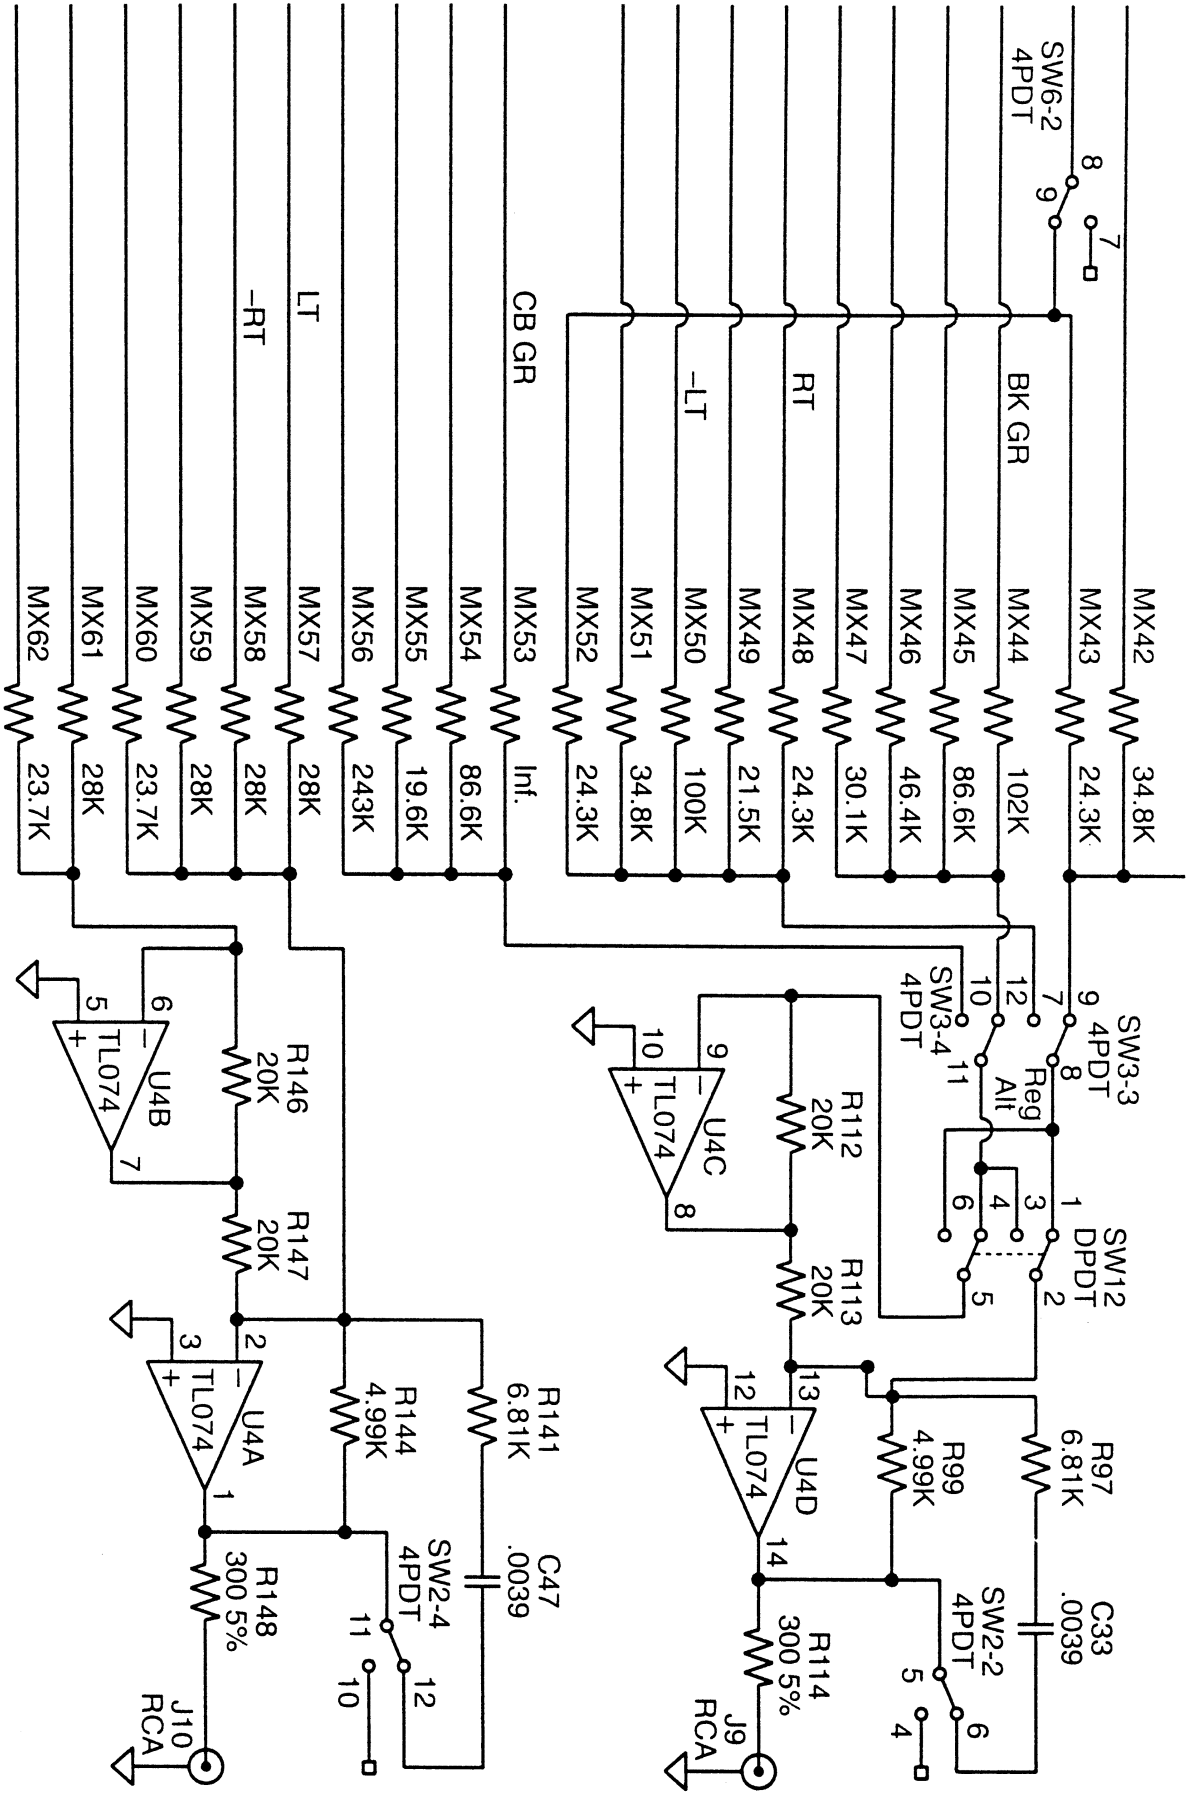 SW6-2
4PDT
8
9
7
BK GR
RT
–LT
CB GR
LT
–RT
MX42
34.8K
MX43
24.3K
MX44
102K
MX45
86.6K
MX46
46.4K
MX47
30.1K
MX48
24.3K
MX49
21.5K
MX50
100K
MX51
34.8K
MX52
24.3K
MX53
Inf.
MX54
86.6K
MX55
19.6K
MX56
243K
MX57
28K
MX58
28K
MX59
28K
MX60
23.7K
MX61
28K
MX62
23.7K
SW3-3
4PDT
9
7
8
12
10
11
SW3-4
4PDT
Reg
Alt
SW12
DPDT
1
3
4
6
2
5
R112
20K
R113
20K
9
10
–
+
U4C
TL074
8
R97
6.81K
C33
.0039
R99
4.99K
SW2-2
4PDT
5
6
4
13
12
–
+
U4D
TL074
14
R114
300 5%
J9
RCA
R146
20K
R147
20K
6
5
–
+
U4B
TL074
7
R141
6.81K
C47
.0039
R144
4.99K
SW2-4
4PDT
11
12
10
2
3
–
+
U4A
TL074
1
R148
300 5%
J10
RCA